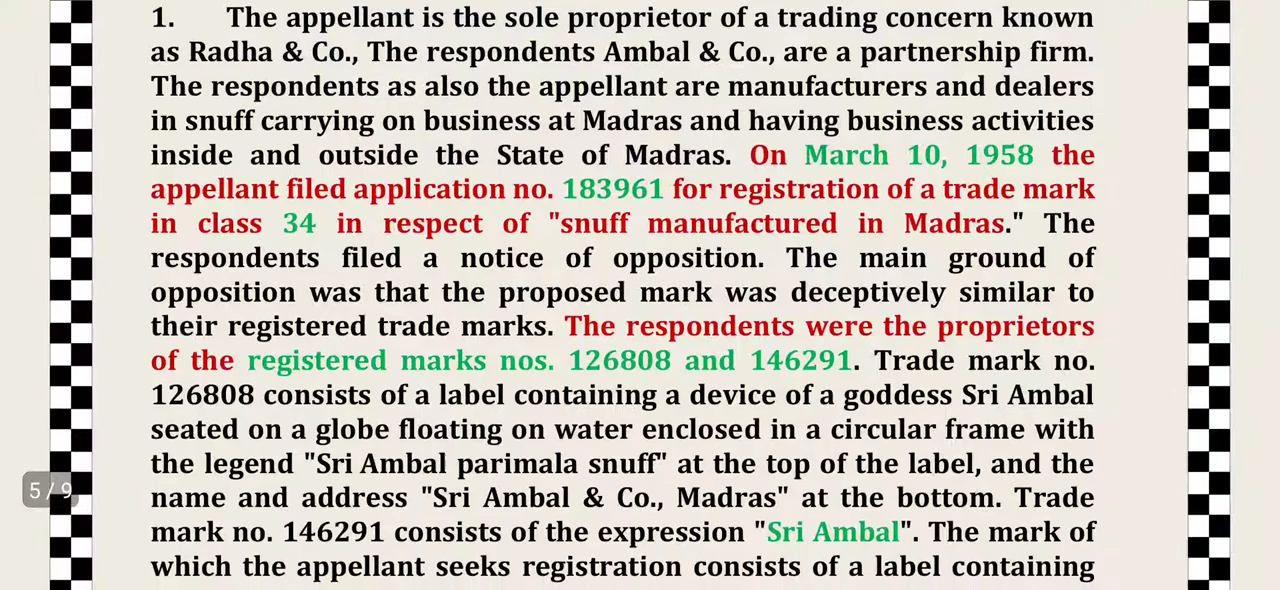 1. The appellant is the sole proprietor of a trading concern known
as Radha & Co., The respondents Ambal & Co., are a partnership firm.
The respondents as also the appellant are manufacturers and dealers
in snuff carrying on business at Madras and having business activities
inside and outside the State of Madras. On March 10, 1958 the
appellant filed application no. 183961 for registration of a trade mark
in class 34 in respect of "snuff manufactured in Madras." The
respondents filed a notice of opposition. The main ground of
opposition was that the proposed mark was deceptively similar to
their registered trade marks. The respondents were the proprietors
of the registered marks nos. 126808 and 146291. Trade mark no.
126808 consists of a label containing a device of a goddess Sri Ambal
seated on a globe floating on water enclosed in a circular frame with
the legend "Sri Ambal parimala snuff" at the top of the label, and the
5 / 9
name and address "Sri Ambal & Co., Madras" at the bottom. Trade
mark no. 146291 consists of the expression "Sri Ambal". The mark of
which the appellant seeks registration consists of a label containing